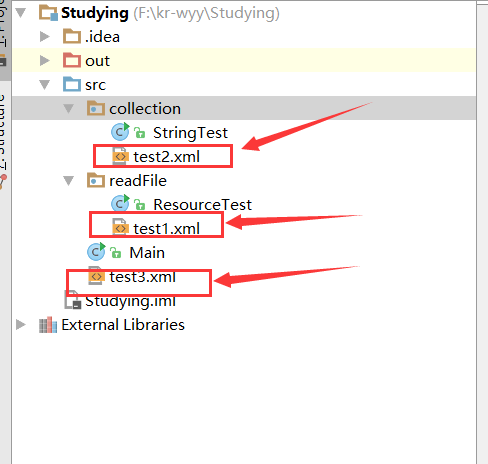 Studying (F:\kr-wyy\Studying)
.idea
out
src
collection
StringTest
test2.xml
readFile
ResourceTest
test1.xml
Main
test3.xml
Studying.iml
External Libraries
Z: Structure